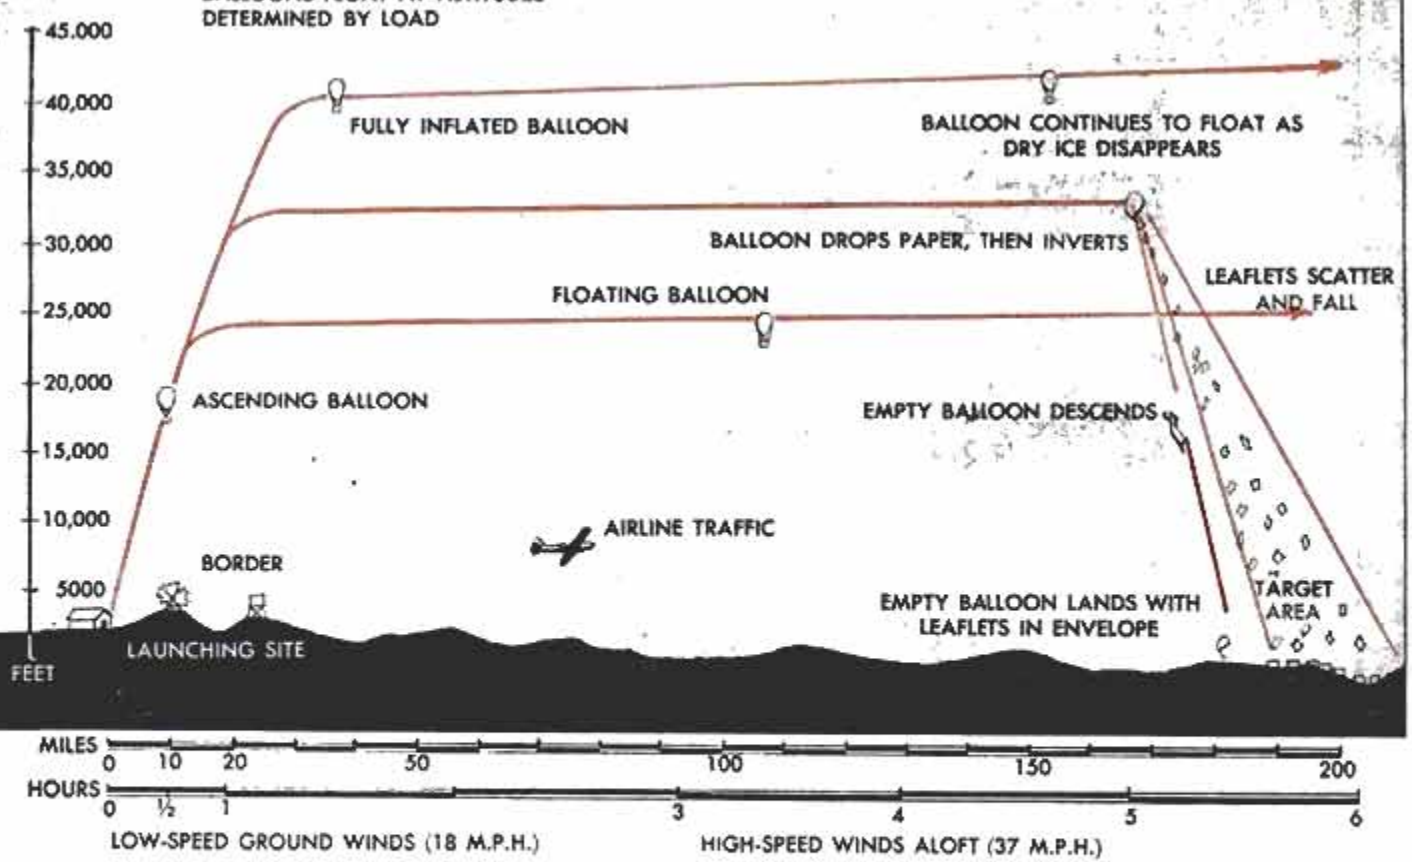 DETERMINED BY LOAD
45.000
40,000
FULLY INFLATED BALLOON
BALLOON CONTINUES TO FLOAT AS
DRY ICE DISAPPEARS
35,000
30,000
BALLOON DROPS PAPER, THEN INVERTS
LEAFLETS SCATTER
AND FALL
FLOATING BALLOON
25,000
20,000
ASCENDING BALLOON
EMPTY BALLOON DESCENDS
15,000
10,000
AIRLINE TRAFFIC
BORDER
5000
TARGET
AREA
EMPTY BALLOON LANDS WITH
LEAFLETS IN ENVELOPE
LAUNCHING SITE
FEET
MILES
0 10 20 50 100 150 200
HOURS
0 ½ 1 3 4 5 6
LOW-SPEED GROUND WINDS (18 M.P.H.)
HIGH-SPEED WINDS ALOFT (37 M.P.H.)